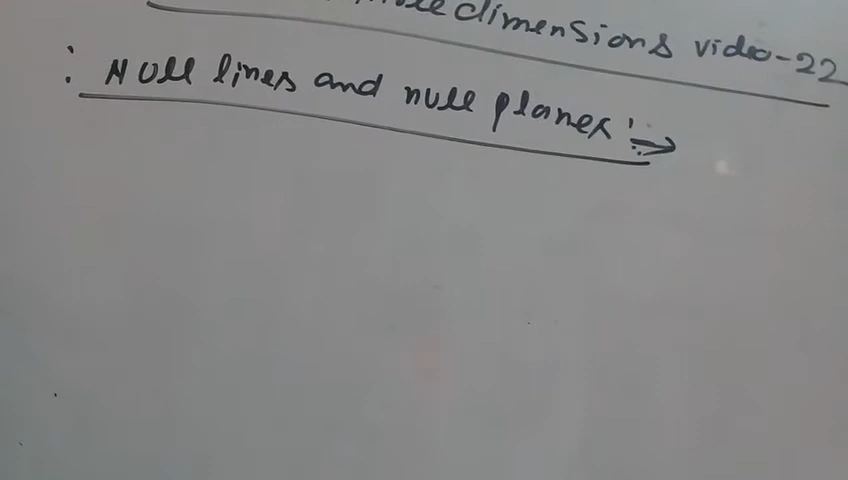 dimensions video-22
: Null lines and null planes :→